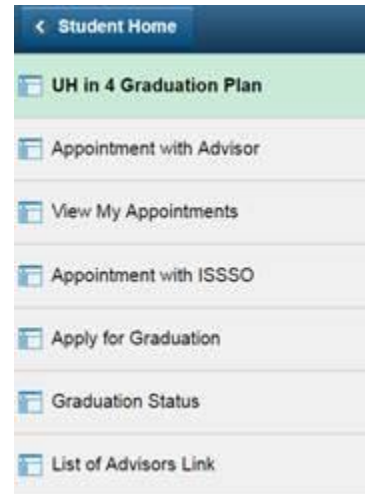 < Student Home
UH in 4 Graduation Plan
Appointment with Advisor
View My Appointments
Appointment with ISSSO
Apply for Graduation
Graduation Status
List of Advisors Link